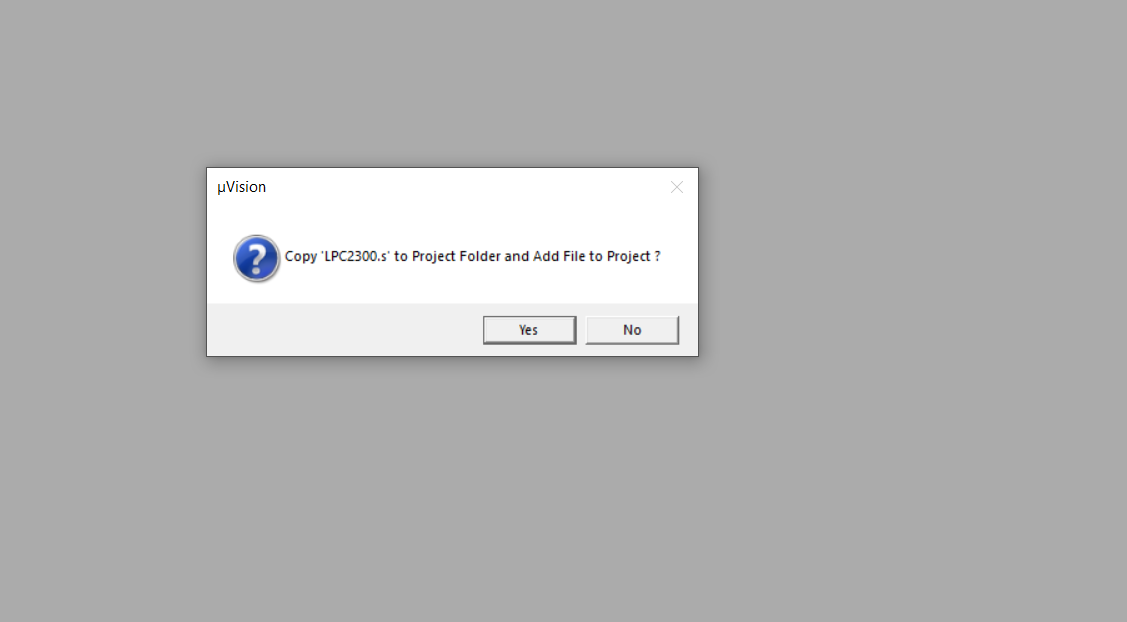 µVision
Copy 'LPC2300.s' to Project Folder and Add File to Project ?
Yes
No